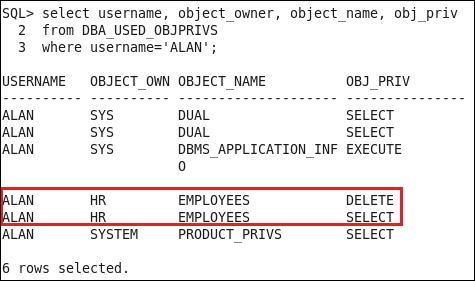 SQL> select username, object_owner, object_name, obj_priv
  2  from DBA_USED_OBJPRIVS
  3  where username='ALAN';

USERNAME   OBJECT_OWN OBJECT_NAME          OBJ_PRIV
---------- ---------- -------------------- ---------------
ALAN       SYS        DUAL                 SELECT
ALAN       SYS        DUAL                 SELECT
ALAN       SYS        DBMS_APPLICATION_INF EXECUTE
                      O

ALAN       HR         EMPLOYEES            DELETE
ALAN       HR         EMPLOYEES            SELECT
ALAN       SYSTEM     PRODUCT_PRIVS        SELECT

6 rows selected.